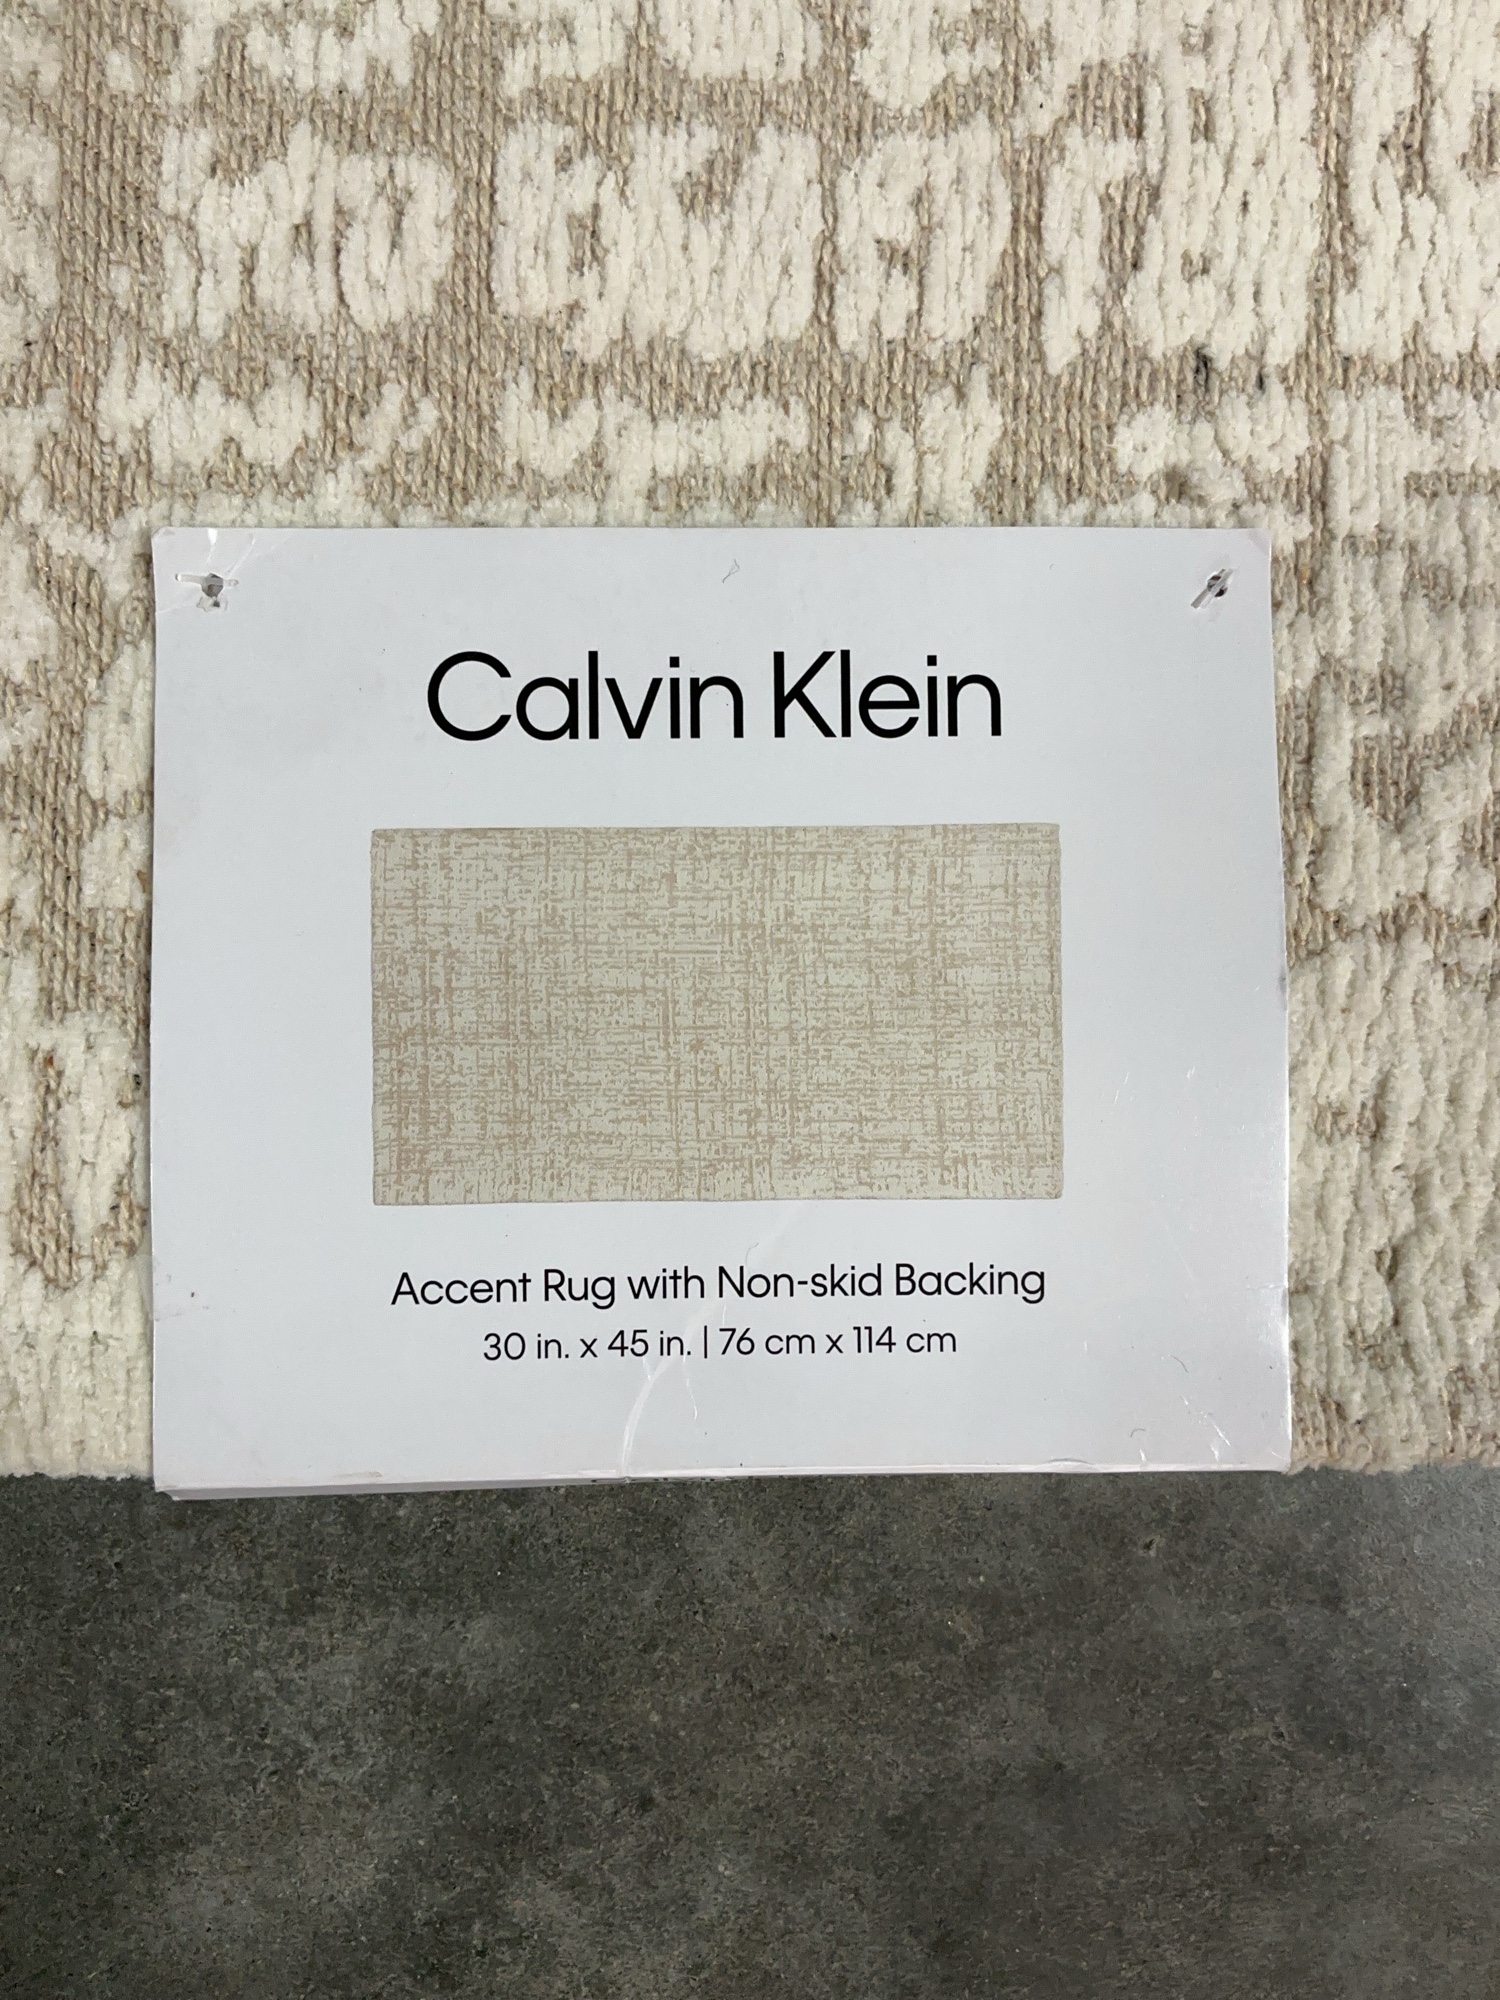 Calvin Klein
Accent Rug with Non-skid Backing
30 in. x 45 in. | 76 cm x 114 cm